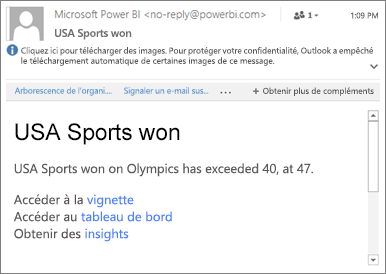 Microsoft Power BI <no-reply@powerbi.com>
1
1:09 PM
USA Sports won
Cliquez ici pour télécharger des images. Pour protéger votre confidentialité, Outlook a empêché
le téléchargement automatique de certaines images de ce message.
Arborescence de l'organi... Signaler un e-mail sus... ... + Obtenir plus de compléments
USA Sports won
USA Sports won on Olympics has exceeded 40, at 47.
Accéder à la vignette
Accéder au tableau de bord
Obtenir des insights